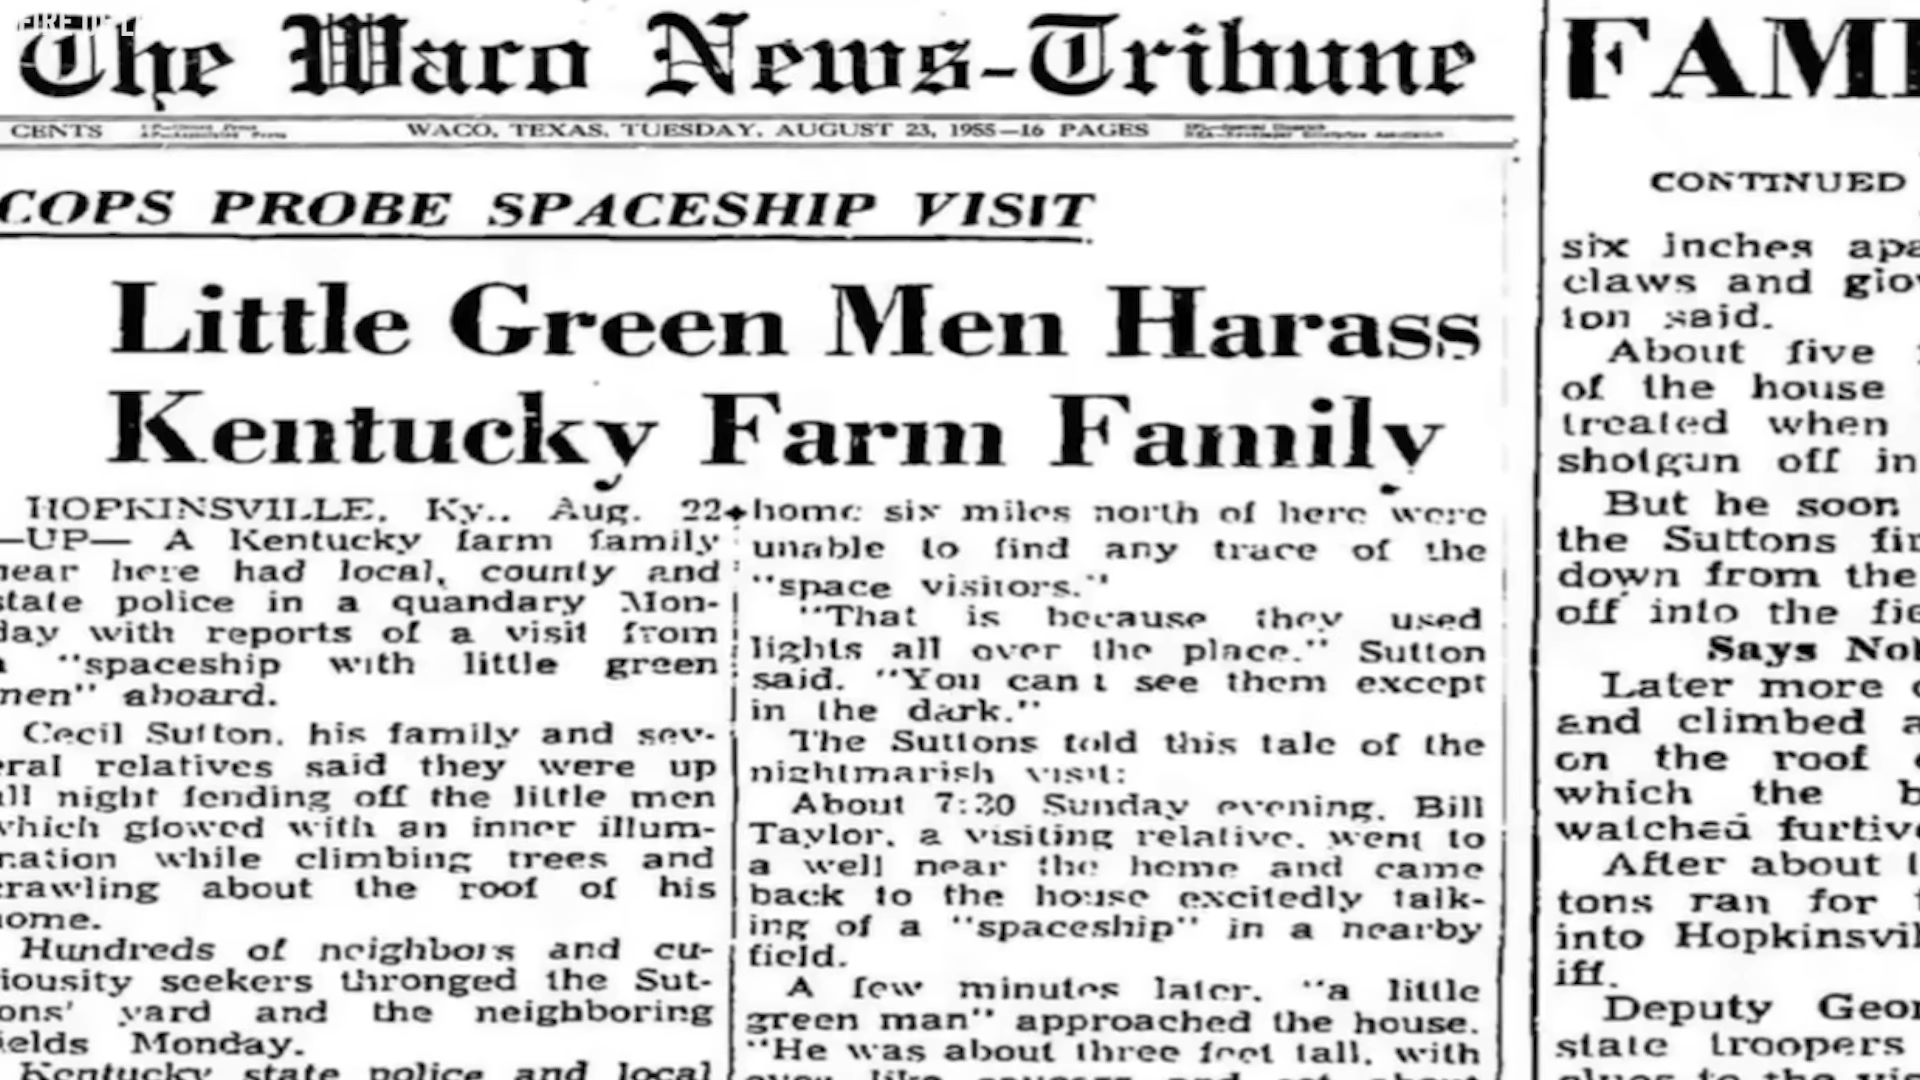 The Waco News-Tribune
CENTS
WACO, TEXAS, TUESDAY, AUGUST 23, 1955—16 PAGES
COPS PROBE SPACESHIP VISIT
Little Green Men Harass
Kentucky Farm Family
HOPKINSVILLE, Ky., Aug. 22
—UP— A Kentucky farm family
near here had local, county and
state police in a quandary Mon-
day with reports of a visit from
a "spaceship with little green
men" aboard.
Cecil Sutton, his family and sev-
eral relatives said they were up
all night fending off the little men
which glowed with an inner illum-
nation while climbing trees and
crawling about the roof of his
home.
Hundreds of neighbors and cu-
riousity seekers thronged the Sut-
tons' yard and the neighboring
fields Monday.
Kentucky state police and local
home six miles north of here were
unable to find any trace of the
"space visitors."
"That is because they used
lights all over the place." Sutton
said. "You can't see them except
in the dark."
The Suttons told this tale of the
nightmarish visit:
About 7:30 Sunday evening, Bill
Taylor, a visiting relative, went to
a well near the home and came
back to the house excitedly talk-
ing of a "spaceship" in a nearby
field.
A few minutes later, "a little
green man" approached the house.
"He was about three feet tall, with
FAMI
CONTINUED
six inches apa
claws and glow
ton said.
About five
of the house
treated when
shotgun off in
But he soon
the Suttons fir
down from the
off into the fie
Says No
Later more
and climbed a
on the roof
which the b
watched furtive
After about
tons ran for
into Hopkinsvil
iff.
Deputy Geor
state troopers